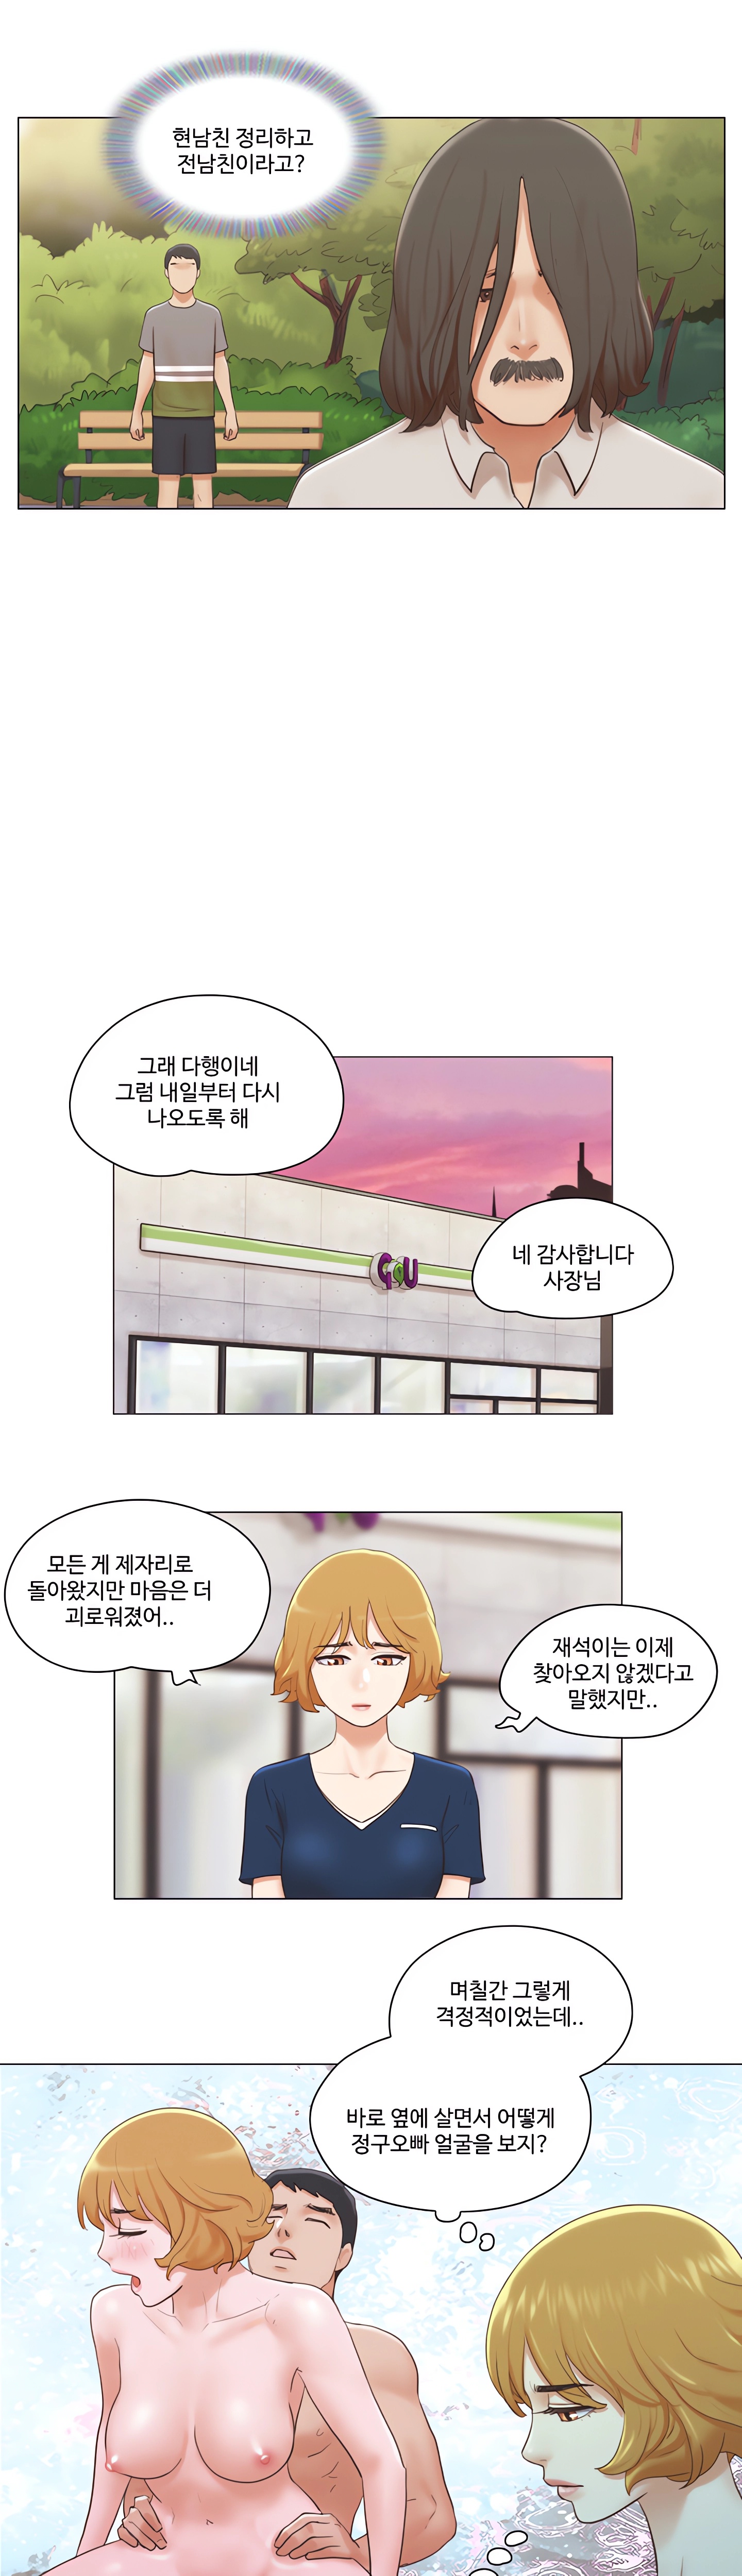 현남친 정리하고
전남친이라고?
그래 다행이네
그럼 내일부터 다시
나오도록 해
G U
네 감사합니다
사장님
모든 게 제자리로
돌아왔지만 마음은 더
괴로워졌어..
재석이는 이제
찾아오지 않겠다고
말했지만..
며칠간 그렇게
격정적이었는데..
바로 옆에 살면서 어떻게
정구오빠 얼굴을 보지?